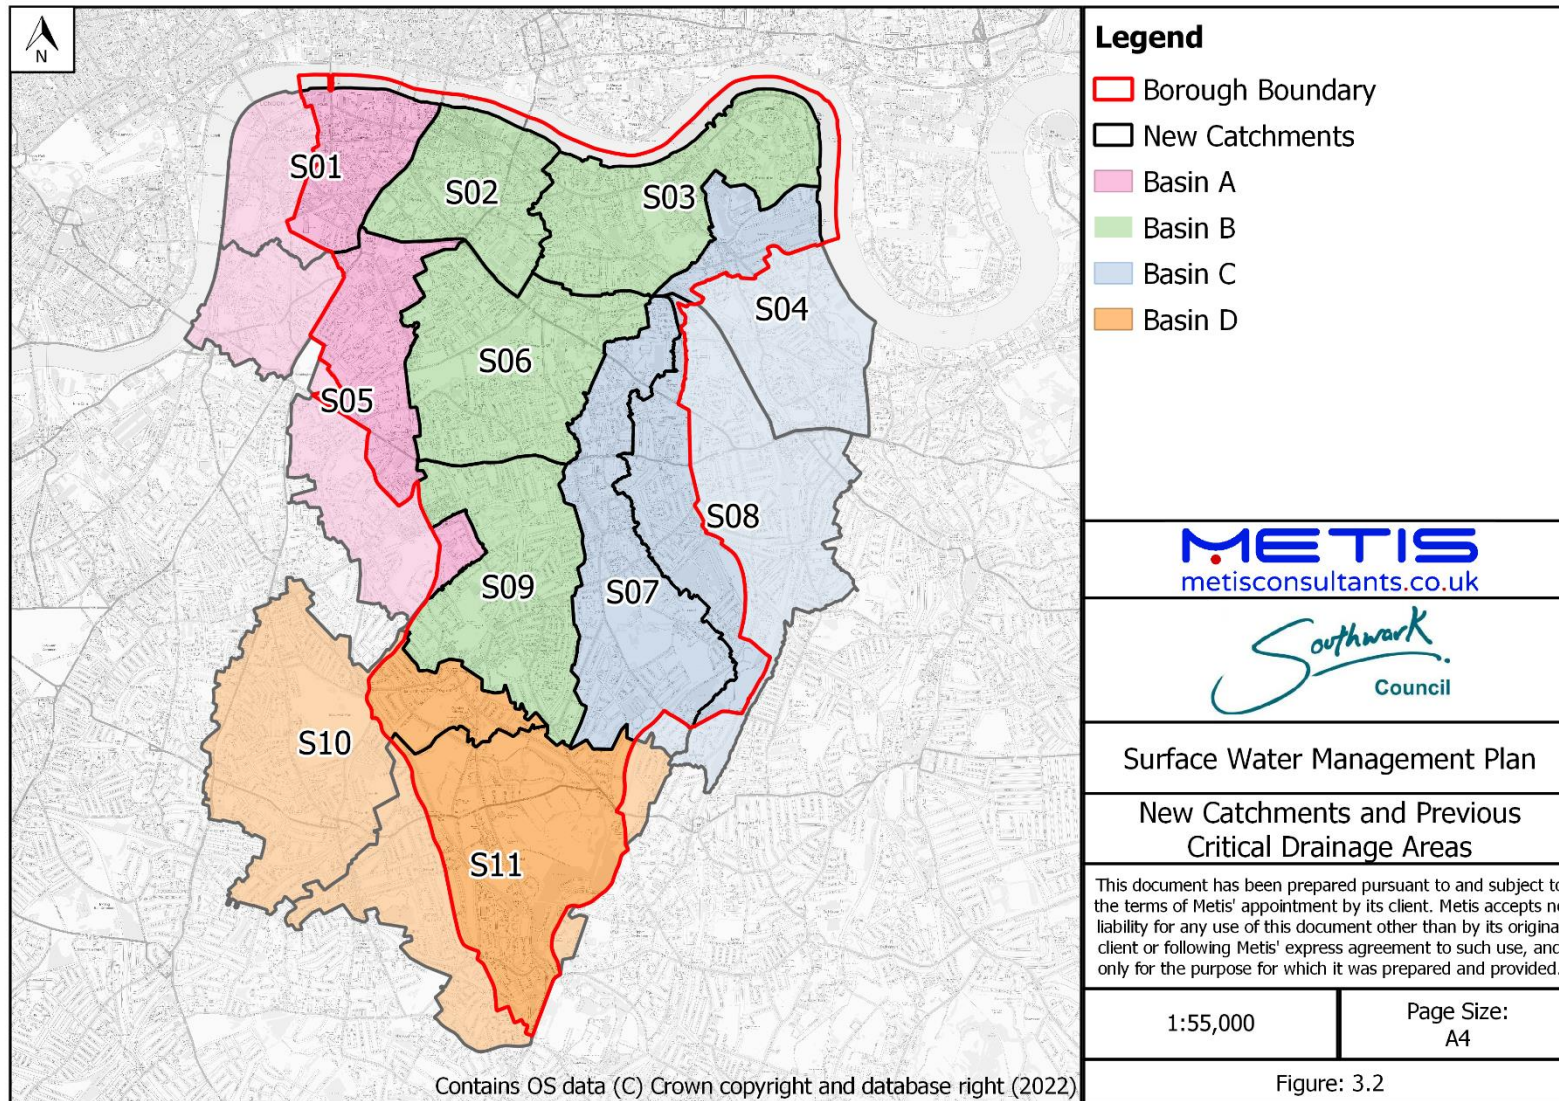 N
S01
S02
S03
S04
S05
S06
S07
S08
S09
S10
S11
Contains OS data (C) Crown copyright and database right (2022)
Legend
Borough Boundary
New Catchments
Basin A
Basin B
Basin C
Basin D
METIS
metisconsultants.co.uk
Southwark
Council
Surface Water Management Plan
New Catchments and Previous
Critical Drainage Areas
This document has been prepared pursuant to and subject to
the terms of Metis' appointment by its client. Metis accepts no
liability for any use of this document other than by its original
client or following Metis' express agreement to such use, and
only for the purpose for which it was prepared and provided.
1:55,000
Page Size:
A4
Figure: 3.2